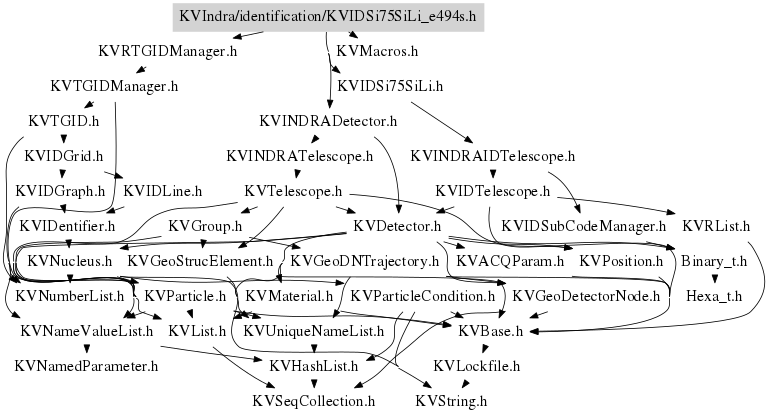 KVIndra/identification/KVIDSi75SiLi_e494s.h
KVRTGIDManager.h KVMacros.h
KVTGIDManager.h KVIDSi75SiLi.h
KVTGID.h KVINDRADetector.h
KVIDGrid.h KVINDRATelescope.h KVINDRAIDTelescope.h
KVIDGraph.h KVIDLine.h KVTelescope.h KVIDTelescope.h
KVIDentifier.h KVGroup.h KVDetector.h KVIDSubCodeManager.h KVRList.h
KVNucleus.h KVGeoStrucElement.h KVGeoDNTrajectory.h KVACQParam.h KVPosition.h Binary_t.h
KVNumberList.h KVParticle.h KVMaterial.h KVParticleCondition.h KVGeoDetectorNode.h Hexa_t.h
KVNameValueList.h KVList.h KVUniqueNameList.h KVBase.h
KVNamedParameter.h KVHashList.h KVLockfile.h
KVSeqCollection.h KVString.h